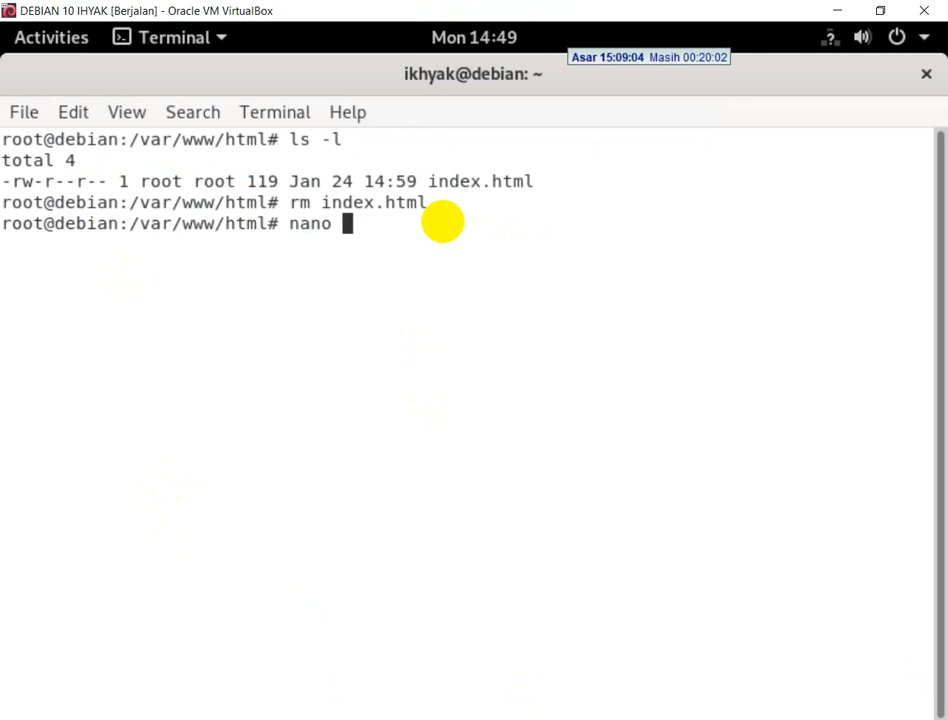 DEBIAN 10 IHYAK [Berjalan] - Oracle VM VirtualBox
Activities Terminal Mon 14:49 ?
Asar 15:09:04 Masih 00:20:02
ikhyak@debian: ~
File Edit View Search Terminal Help
root@debian:/var/www/html# ls -l
total 4
-rw-r--r-- 1 root root 119 Jan 24 14:59 index.html
root@debian:/var/www/html# rm index.html
root@debian:/var/www/html# nano